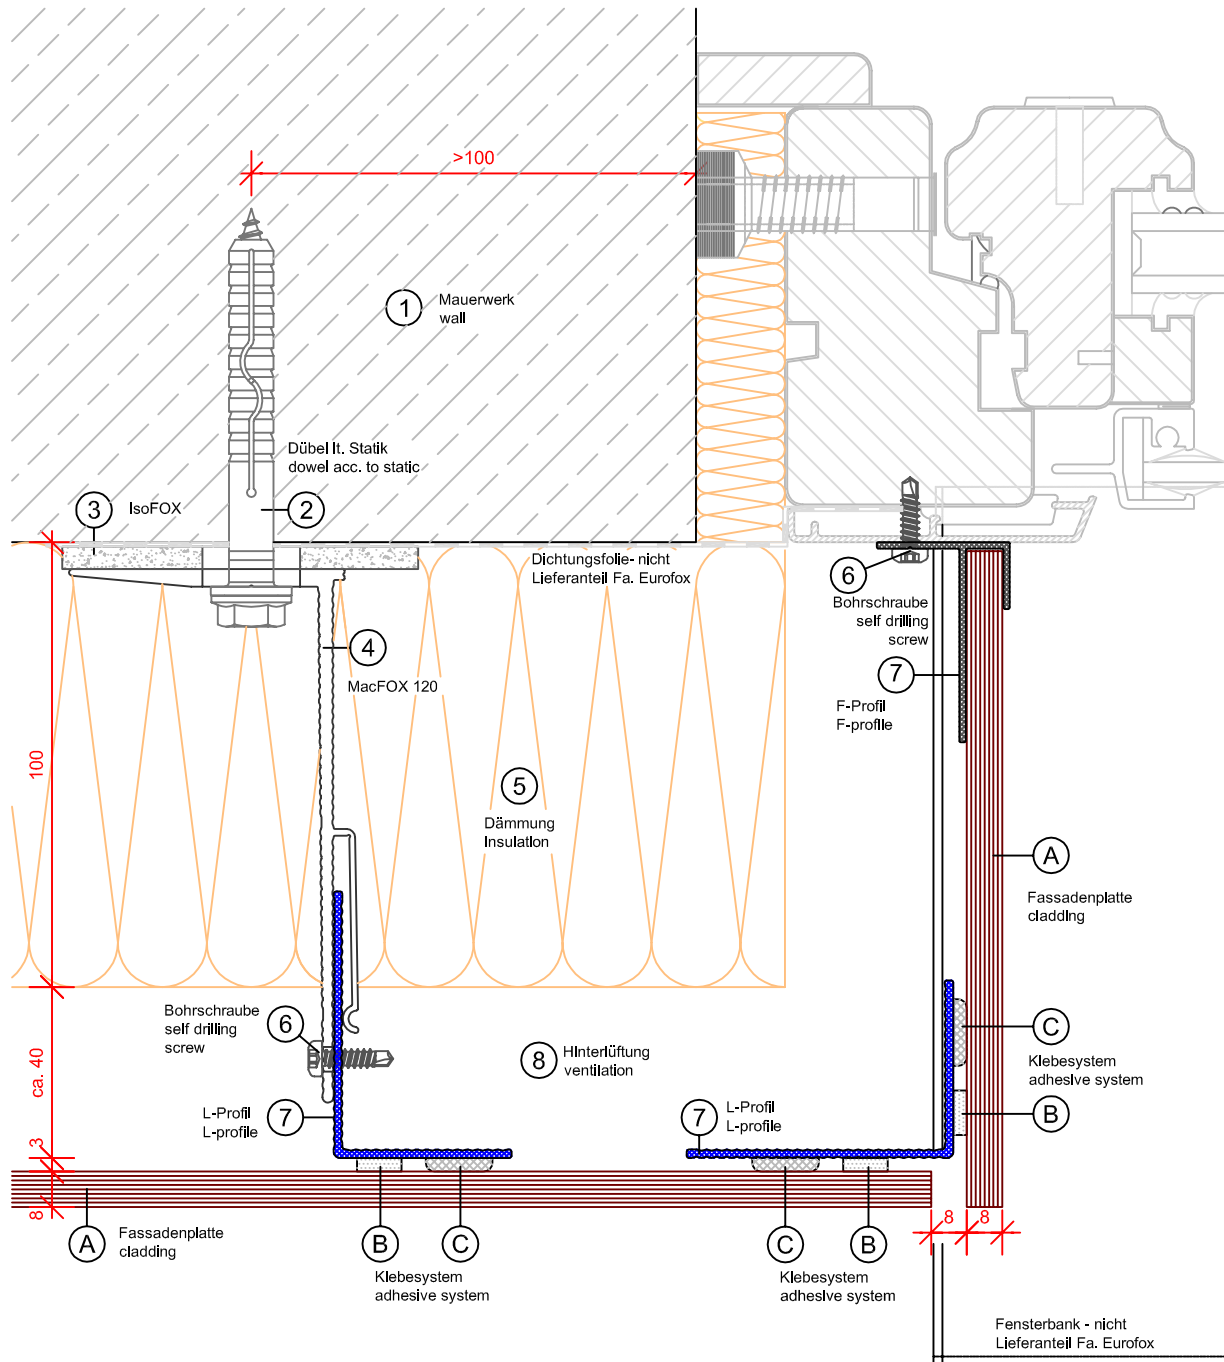 >100
1
Mauerwerk
wall
Dübel lt. Statik
dowel acc. to static
3
IsoFOX
2
Dichtungsfolie- nicht
Lieferanteil Fa. Eurofox
6
Bohrschraube
self drilling
screw
4
MacFOX 120
7
F-Profil
F-profile
100
5
Dämmung
Insulation
A
Fassadenplatte
cladding
Bohrschraube
self drilling
screw
6
8
Hinterlüftung
ventilation
C
Klebesystem
adhesive system
ca. 40
L-Profil
L-profile
7
7
L-Profil
L-profile
B
3
8
A
Fassadenplatte
cladding
B
C
Klebesystem
adhesive system
C
B
Klebesystem
adhesive system
8
8
Fensterbank - nicht
Lieferanteil Fa. Eurofox